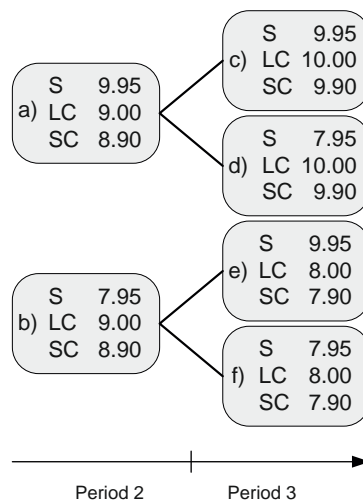 S 9.95
a) LC 9.00
SC 8.90
S 9.95
c) LC 10.00
SC 9.90
S 7.95
d) LC 10.00
SC 9.90
S 7.95
b) LC 9.00
SC 8.90
S 9.95
e) LC 8.00
SC 7.90
S 7.95
f) LC 8.00
SC 7.90
Period 2 Period 3